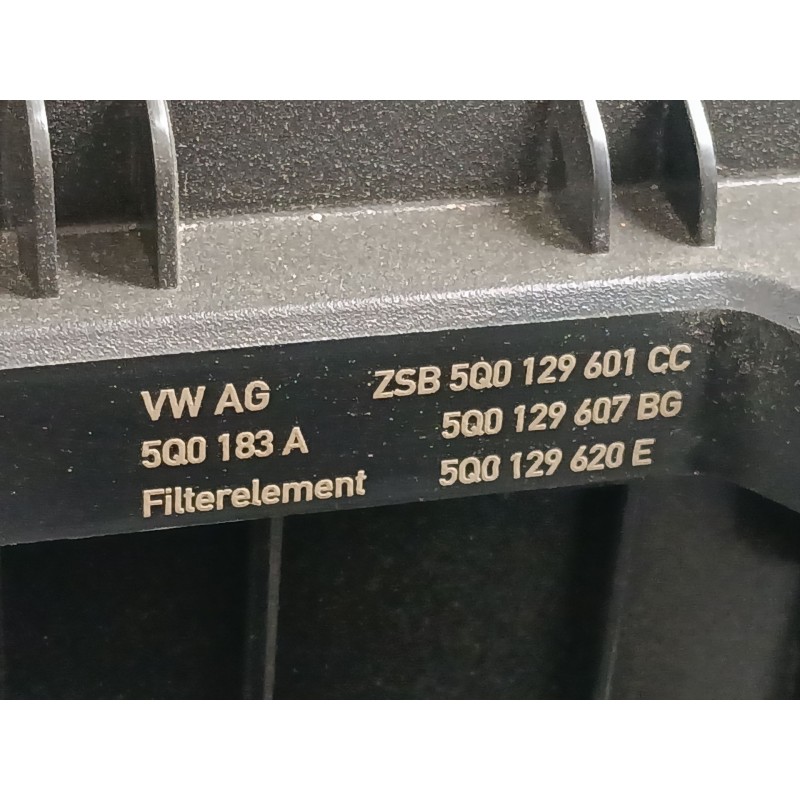 VW AG
5Q0 183 A
Filterelement
ZSB 5Q0 129 601 CC
5Q0 129 607 BG
5Q0 129 620 E